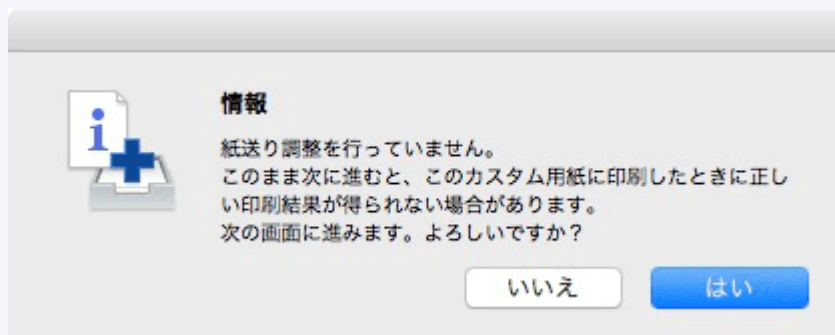 情報
紙送り調整を行っていません。
このまま次に進むと、このカスタム用紙に印刷したときに正し
い印刷結果が得られない場合があります。
次の画面に進みます。よろしいですか？
いいえ
はい